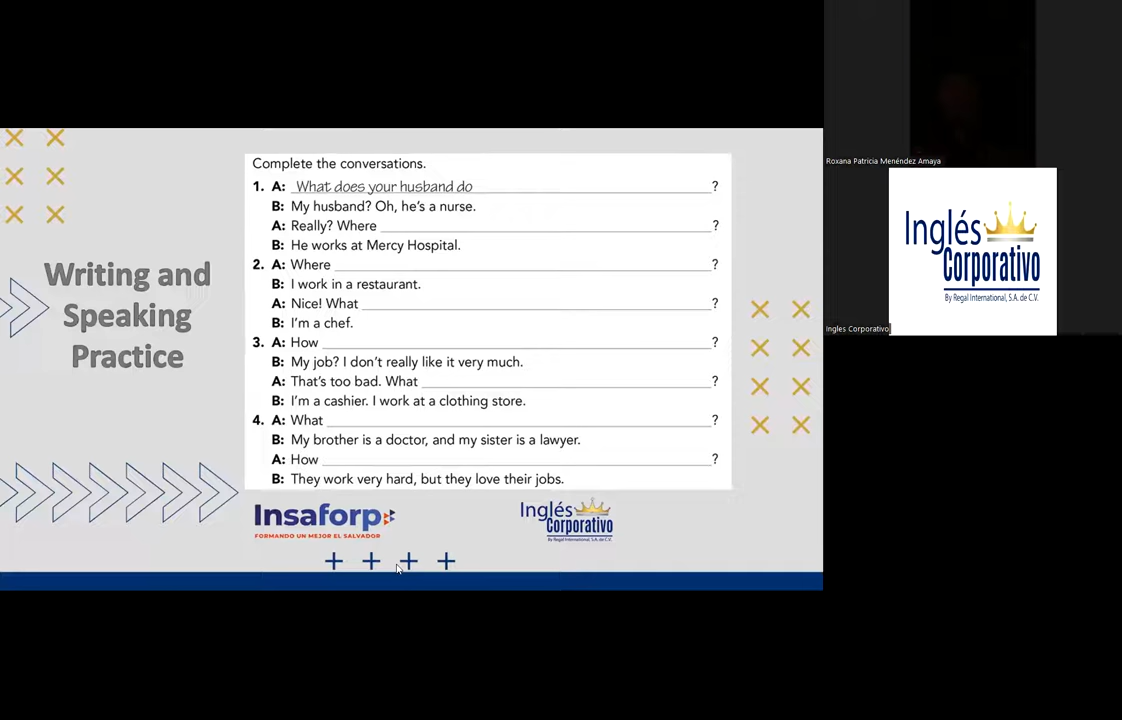 Roxana Patricia Menéndez Amaya
Inglés
Corporativo
By Regal International, S.A. de C.V.
Ingles Corporativo
Writing and
Speaking
Practice
Complete the conversations.
1. A: What does your husband do ?
B: My husband? Oh, he's a nurse.
A: Really? Where ?
B: He works at Mercy Hospital.
2. A: Where ?
B: I work in a restaurant.
A: Nice! What ?
B: I'm a chef.
3. A: How ?
B: My job? I don't really like it very much.
A: That's too bad. What ?
B: I'm a cashier. I work at a clothing store.
4. A: What ?
B: My brother is a doctor, and my sister is a lawyer.
A: How ?
B: They work very hard, but they love their jobs.
Insaforp
FORMANDO UN MEJOR EL SALVADOR
Inglés
Corporativo
By Regal International, S.A. de C.V.